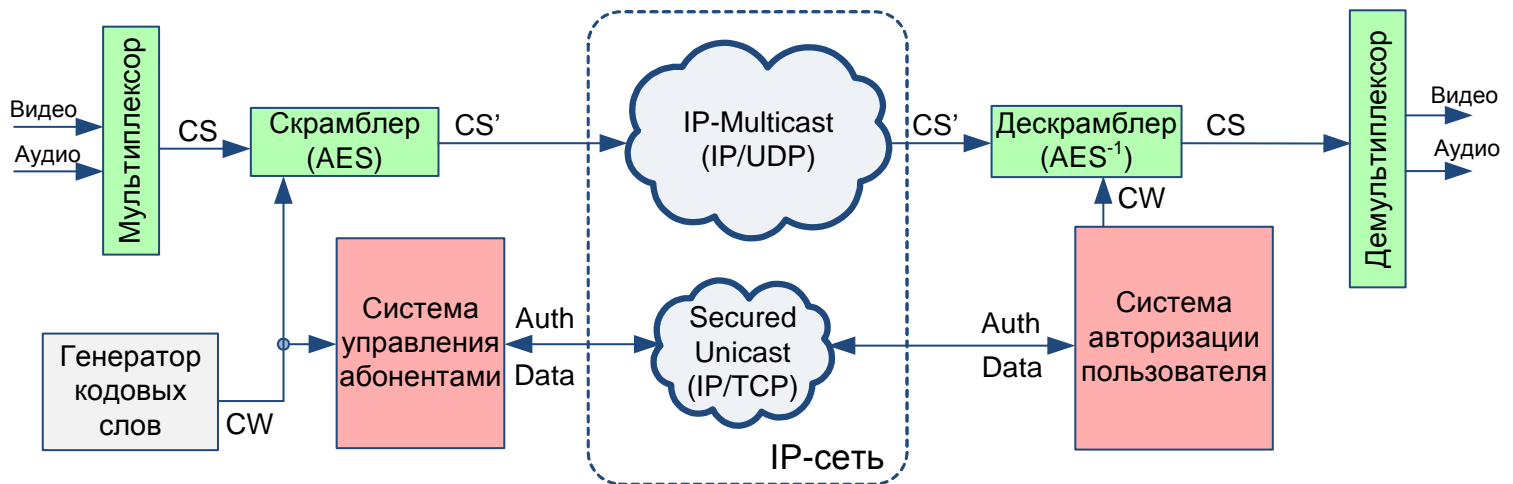 Видео
Аудио
Мультиплексор
CS
Скрамблер
(AES)
CS’
IP-Multicast
(IP/UDP)
CS’
Дескрамблер
(AES-1)
CS
Демультиплексор
Видео
Аудио
CW
Генератор
кодовых
слов
CW
Система
управления
абонентами
Auth
Data
Secured
Unicast
(IP/TCP)
Auth
Data
Система
авторизации
пользователя
IP-сеть